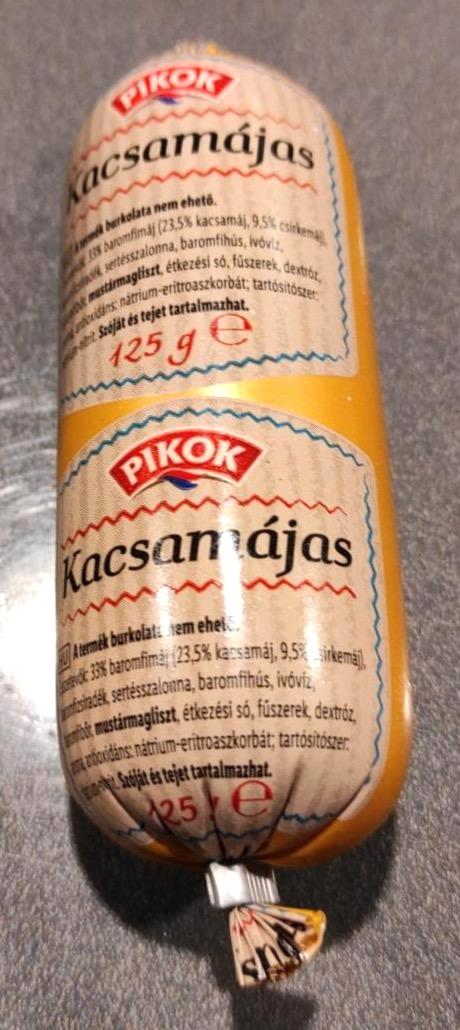 PIKOK
Kacsamájas
A termék burkolata nem ehető.
33% baromfimáj (23,5% kacsamáj, 9,5% csirkemáj),
sertésszalonna, baromfihús, ivóvíz,
mustármagliszt, étkezési só, fűszerek, dextróz,
antioxidáns: nátrium-eritroaszkorbát; tartósítószer:
Szóját és tejet tartalmazhat.
125 g ℮
PIKOK
Kacsamájas
HU A termék burkolata nem ehető.
33% baromfimáj (23,5% kacsamáj, 9,5% csirkemáj),
sertésszalonna, baromfihús, ivóvíz,
mustármagliszt, étkezési só, fűszerek, dextróz,
antioxidáns: nátrium-eritroaszkorbát; tartósítószer:
Szóját és tejet tartalmazhat.
125 ℮